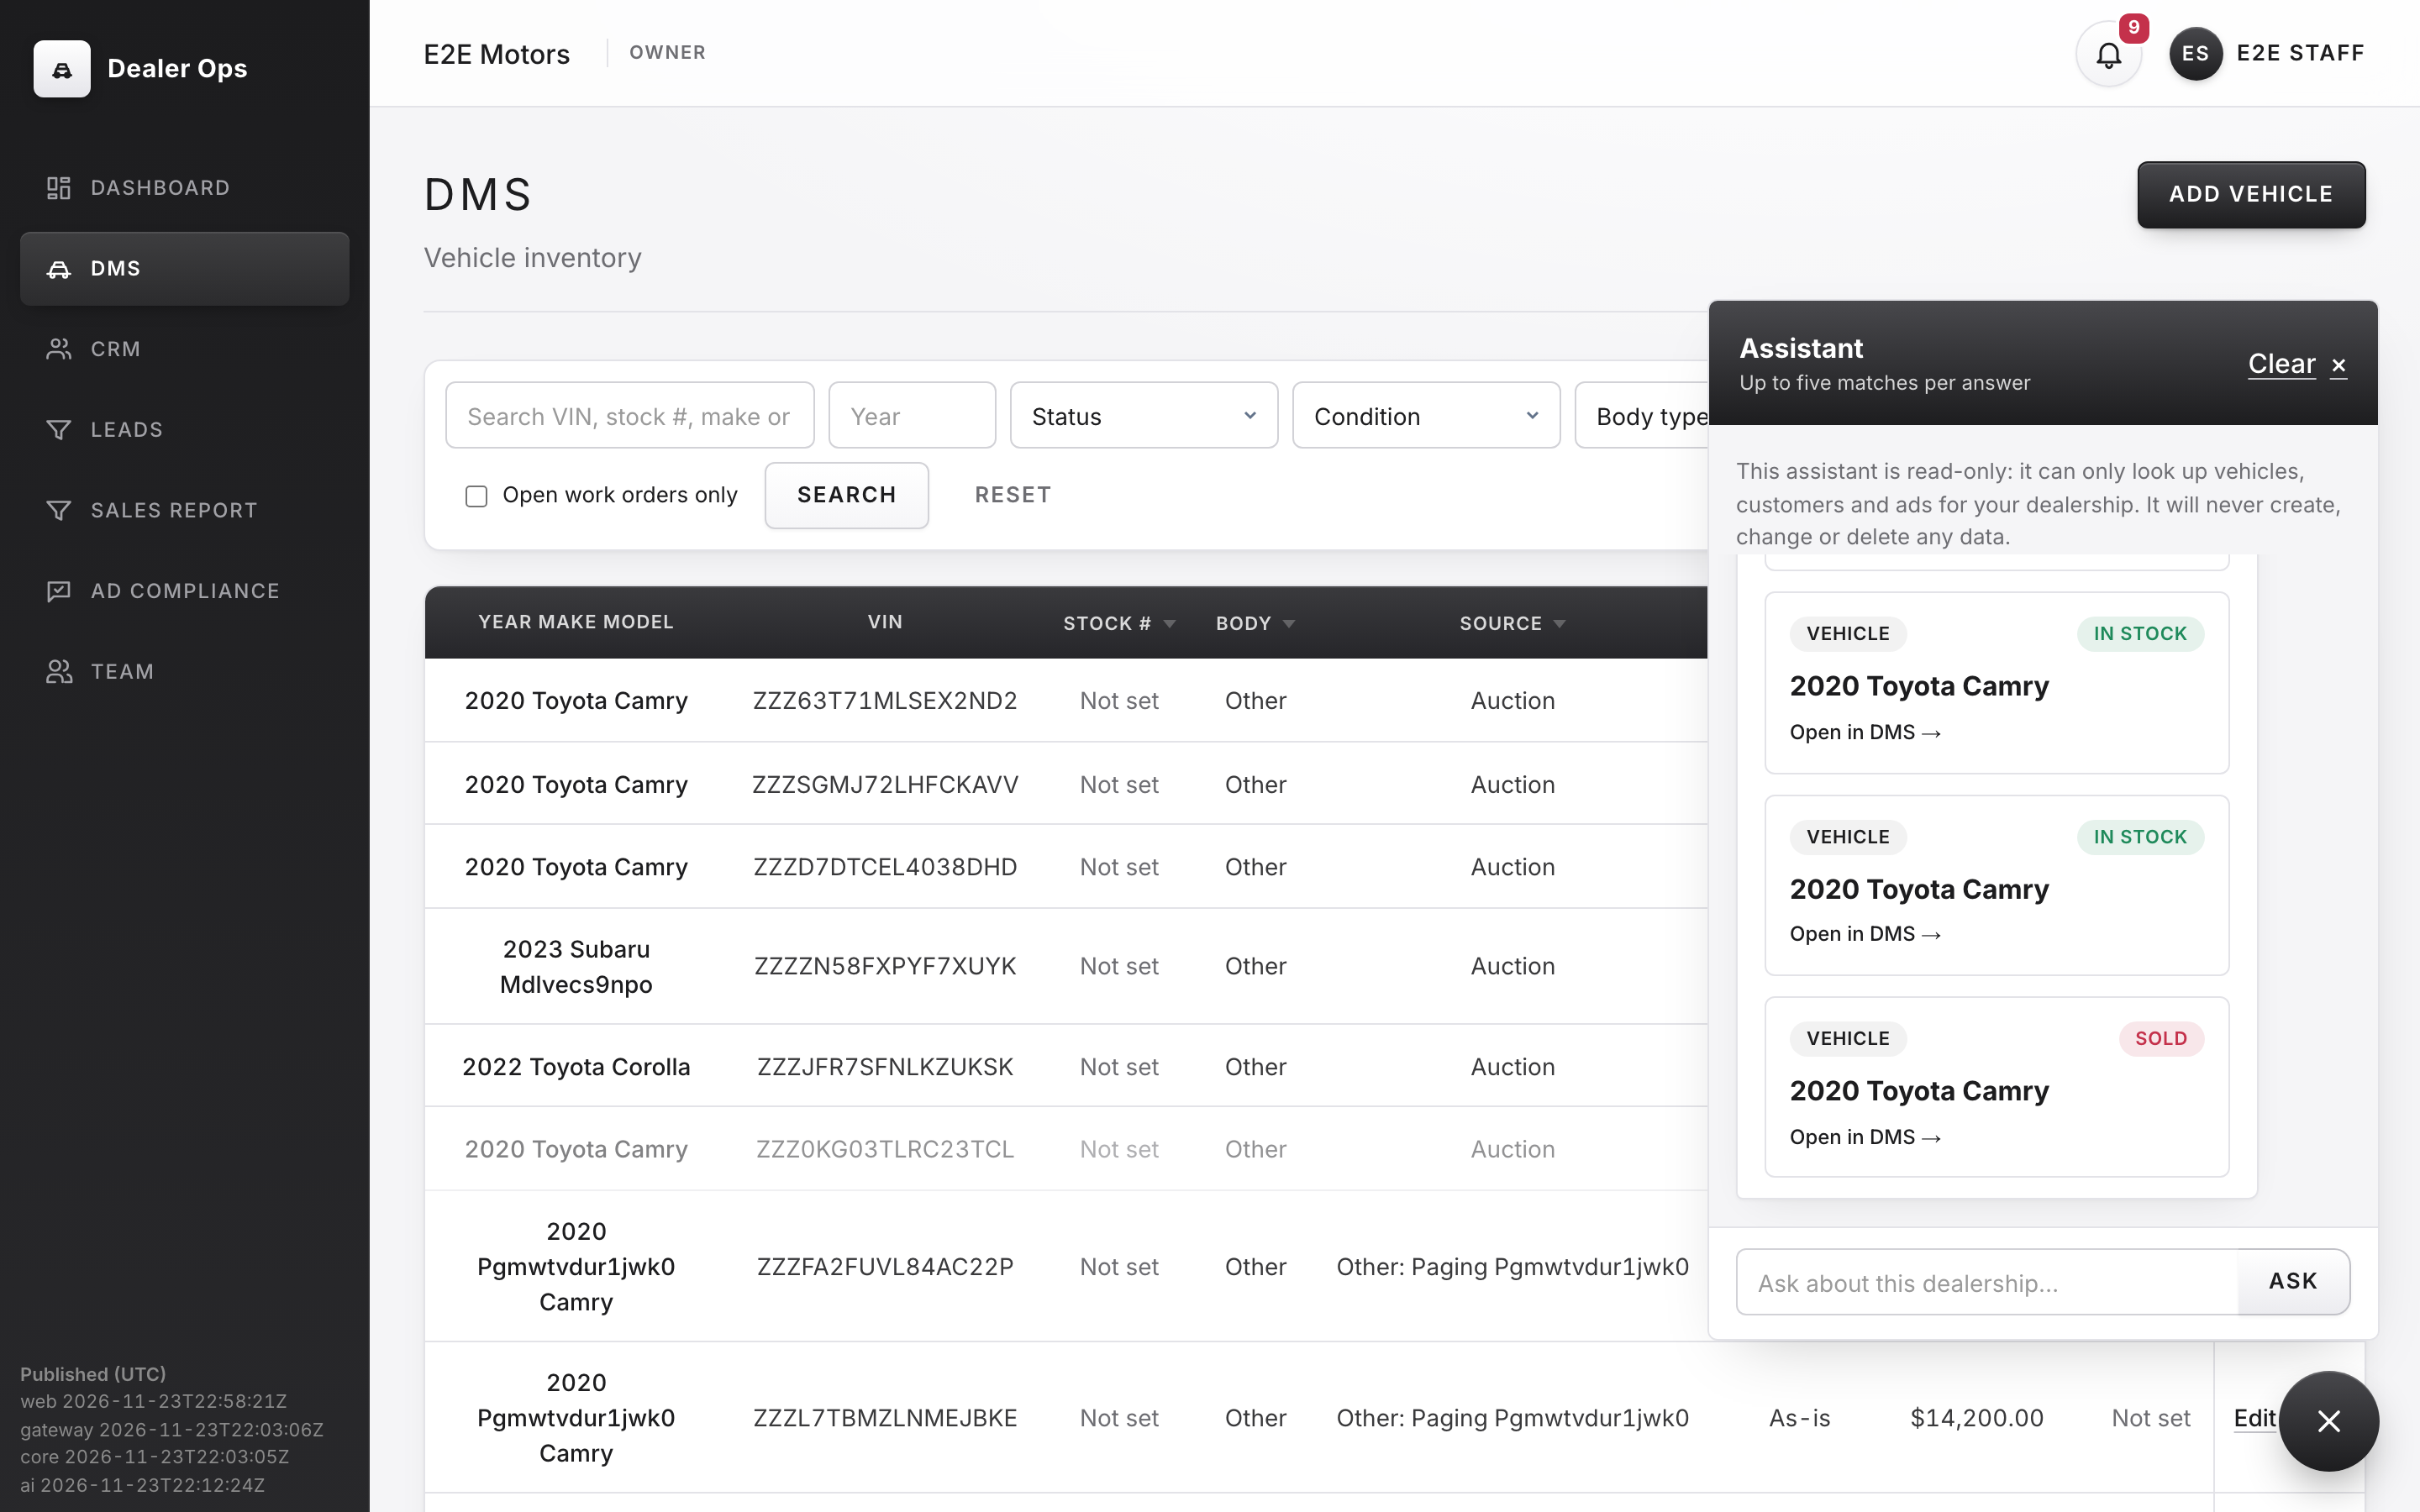 Dealer Ops
DASHBOARD
DMS
CRM
LEADS
SALES REPORT
AD COMPLIANCE
TEAM
Published (UTC)
web 2026-11-23T22:58:21Z
gateway 2026-11-23T22:03:06Z
core 2026-11-23T22:03:05Z
ai 2026-11-23T22:12:24Z
E2E Motors OWNER
9
ES E2E STAFF
DMS
Vehicle inventory
ADD VEHICLE
Search VIN, stock #, make or Year Status Condition Body type
Open work orders only SEARCH RESET
YEAR MAKE MODEL VIN STOCK # BODY SOURCE
2020 Toyota Camry ZZZ63T71MLSEX2ND2 Not set Other Auction
2020 Toyota Camry ZZZSGMJ72LHFCKAVV Not set Other Auction
2020 Toyota Camry ZZZD7DTCEL4038DHD Not set Other Auction
2023 Subaru
Mdlvecs9npo ZZZZN58FXPYF7XUYK Not set Other Auction
2022 Toyota Corolla ZZZJFR7SFNLKZUKSK Not set Other Auction
2020 Toyota Camry ZZZ0KG03TLRC23TCL Not set Other Auction
2020
Pgmwtvdur1jwk0 ZZZFA2FUVL84AC22P Not set Other Other: Paging Pgmwtvdur1jwk0
Camry
2020
Pgmwtvdur1jwk0 ZZZL7TBMZLNMEJBKE Not set Other Other: Paging Pgmwtvdur1jwk0 As-is $14,200.00 Not set Edit
Camry
Assistant
Up to five matches per answer
Clear ×
This assistant is read-only: it can only look up vehicles,
customers and ads for your dealership. It will never create,
change or delete any data.
VEHICLE IN STOCK
2020 Toyota Camry
Open in DMS →
VEHICLE IN STOCK
2020 Toyota Camry
Open in DMS →
VEHICLE SOLD
2020 Toyota Camry
Open in DMS →
Ask about this dealership... ASK